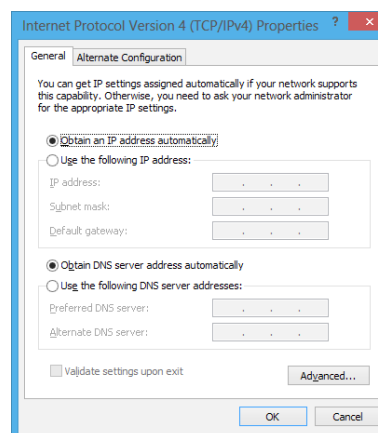 Internet Protocol Version 4 (TCP/IPv4) Properties ? ×
General Alternate Configuration
You can get IP settings assigned automatically if your network supports
this capability. Otherwise, you need to ask your network administrator
for the appropriate IP settings.
Obtain an IP address automatically
Use the following IP address:
IP address: . . .
Subnet mask: . . .
Default gateway: . . .
Obtain DNS server address automatically
Use the following DNS server addresses:
Preferred DNS server: . . .
Alternate DNS server: . . .
Validate settings upon exit
Advanced...
OK Cancel